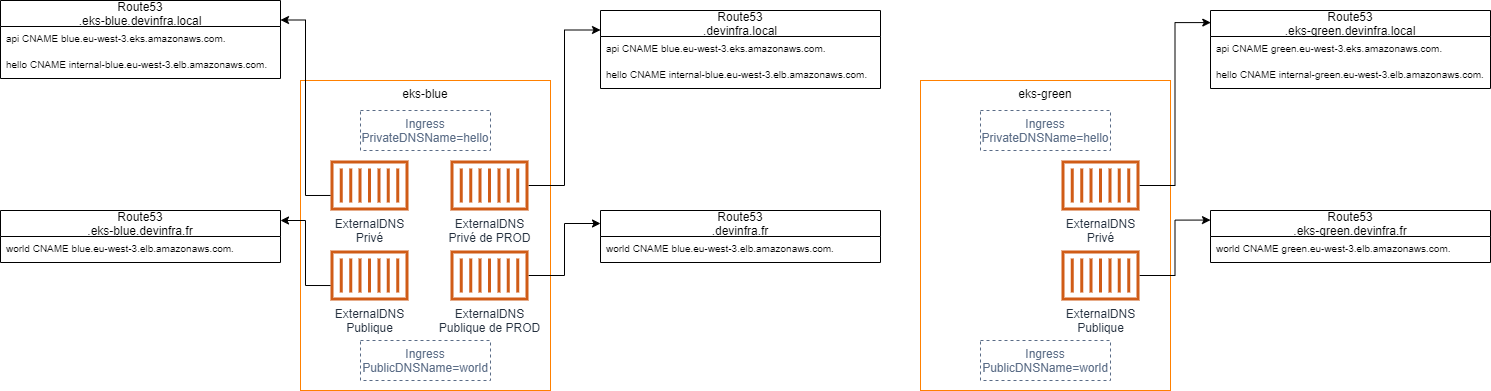 Route53
.eks-blue.devinfra.local
api CNAME blue.eu-west-3.eks.amazonaws.com.
hello CNAME internal-blue.eu-west-3.elb.amazonaws.com.
Route53
.devinfra.local
api CNAME blue.eu-west-3.eks.amazonaws.com.
hello CNAME internal-blue.eu-west-3.elb.amazonaws.com.
Route53
.eks-green.devinfra.local
api CNAME green.eu-west-3.eks.amazonaws.com.
hello CNAME internal-green.eu-west-3.elb.amazonaws.com.
eks-blue
Ingress
PrivateDNSName=hello
ExternalDNS
Privé
ExternalDNS
Privé de PROD
ExternalDNS
Publique
ExternalDNS
Publique de PROD
Ingress
PublicDNSName=world
eks-green
Ingress
PrivateDNSName=hello
ExternalDNS
Privé
ExternalDNS
Publique
Ingress
PublicDNSName=world
Route53
.eks-blue.devinfra.fr
world CNAME blue.eu-west-3.elb.amazonaws.com.
Route53
.devinfra.fr
world CNAME blue.eu-west-3.elb.amazonaws.com.
Route53
.eks-green.devinfra.fr
world CNAME green.eu-west-3.elb.amazonaws.com.